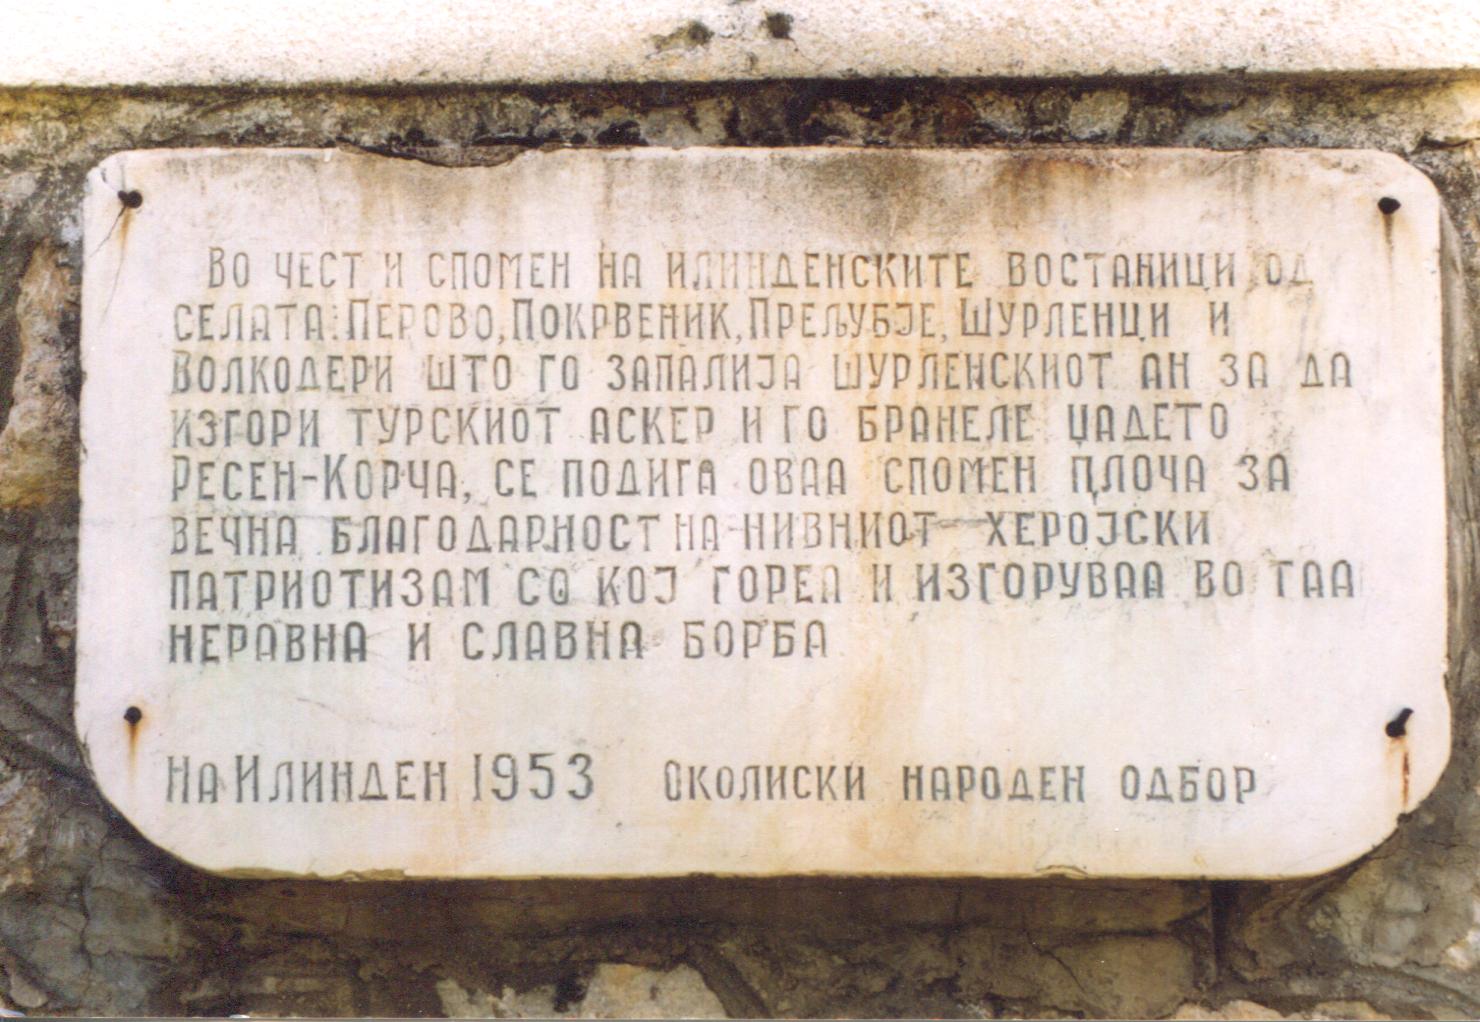 Во чест и спомен на илинденските востаници од
селата: Перово, Покрвеник, Прељубје, Шурленци и
Волкодери што го запалија шурленскиот ан за да
изгори турскиот аскер и го бранеле џадето
Ресен-Корча, се подига оваа спомен плоча за
вечна благодарност на нивниот херојски
патриотизам со кој гореа и изгоруваа во таа
неравна и славна борба
На Илинден 1953 Околиски народен одбор